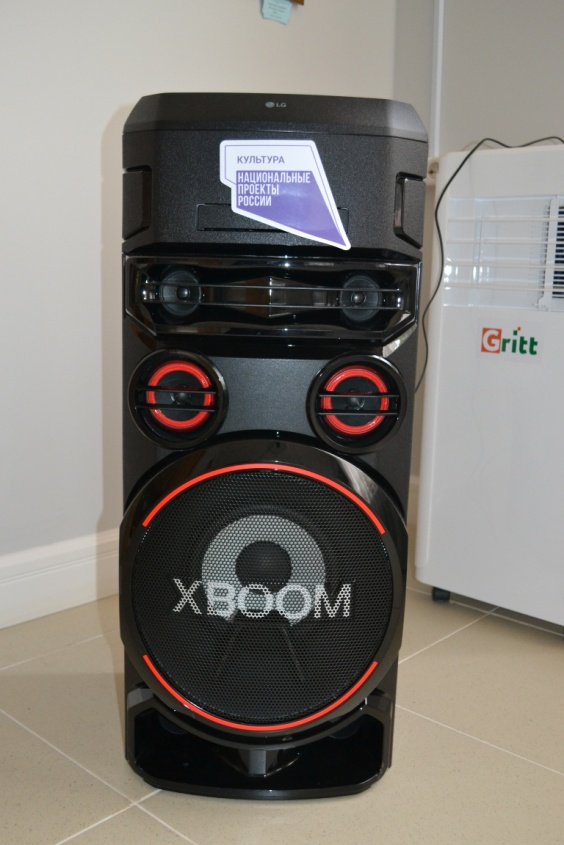 LG
КУЛЬТУРА
НАЦИОНАЛЬНЫЕ
ПРОЕКТЫ
РОССИИ
Gritt
XBOOM